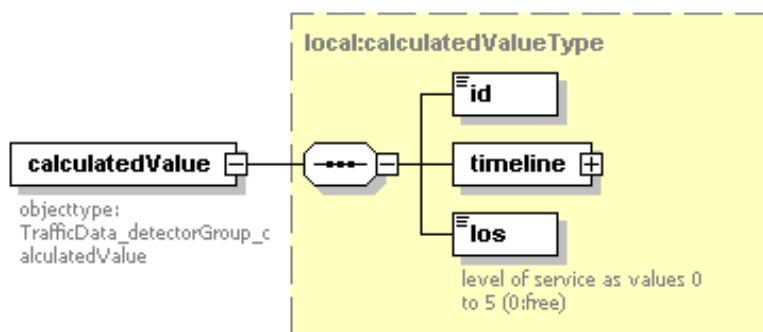 local:calculatedValueType
id
calculatedValue
timeline
objecttype:
TrafficData_detectorGroup_c
alculatedValue
los
level of service as values 0
to 5 (0:free)